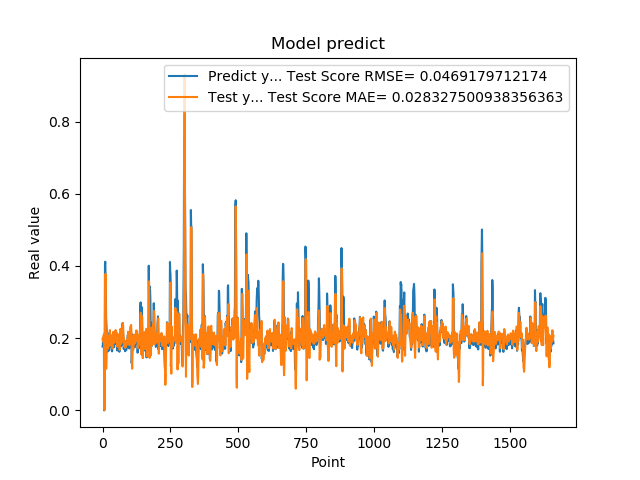 Model predict
Predict y... Test Score RMSE= 0.0469179712174
Test y... Test Score MAE= 0.028327500938356363
Real value
0.8
0.6
0.4
0.2
0.0
0 250 500 750 1000 1250 1500
Point